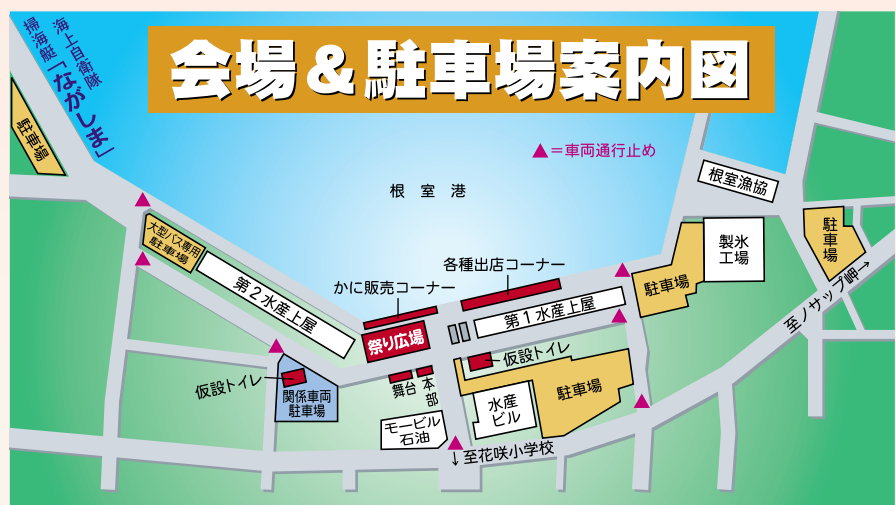 会場&駐車場案内図
海上自衛隊
掃海艇「ながしま」
駐車場
▲=車両通行止め
根室港
根室漁協
大型バス専用
駐車場
第2水産上屋
かに販売コーナー
各種出店コーナー
祭り広場
第1水産上屋
駐車場
製氷
工場
駐車場
至ノサップ岬→
仮設トイレ
関係車両
駐車場
舞台
本部
仮設トイレ
駐車場
水産
ビル
モービル
石油
↓至花咲小学校